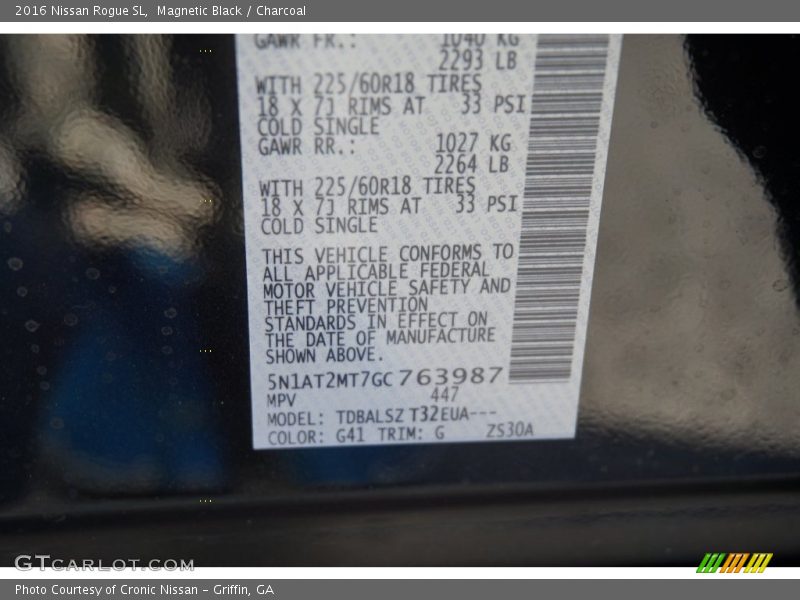 2016 Nissan Rogue SL,  Magnetic Black / Charcoal
GAWR FR.: 1040 KG
2293 LB
WITH 225/60R18 TIRES
18 X 7J RIMS AT 33 PSI
COLD SINGLE
GAWR RR.: 1027 KG
2264 LB
WITH 225/60R18 TIRES
18 X 7J RIMS AT 33 PSI
COLD SINGLE
THIS VEHICLE CONFORMS TO
ALL APPLICABLE FEDERAL
MOTOR VEHICLE SAFETY AND
THEFT PREVENTION
STANDARDS IN EFFECT ON
THE DATE OF MANUFACTURE
SHOWN ABOVE.
5N1AT2MT7GC763987
MPV 447
MODEL: TDBALSZ T32EUA---
COLOR: G41 TRIM: G ZS30A
GTCARLOT.COM
Photo Courtesy of Cronic Nissan - Griffin, GA